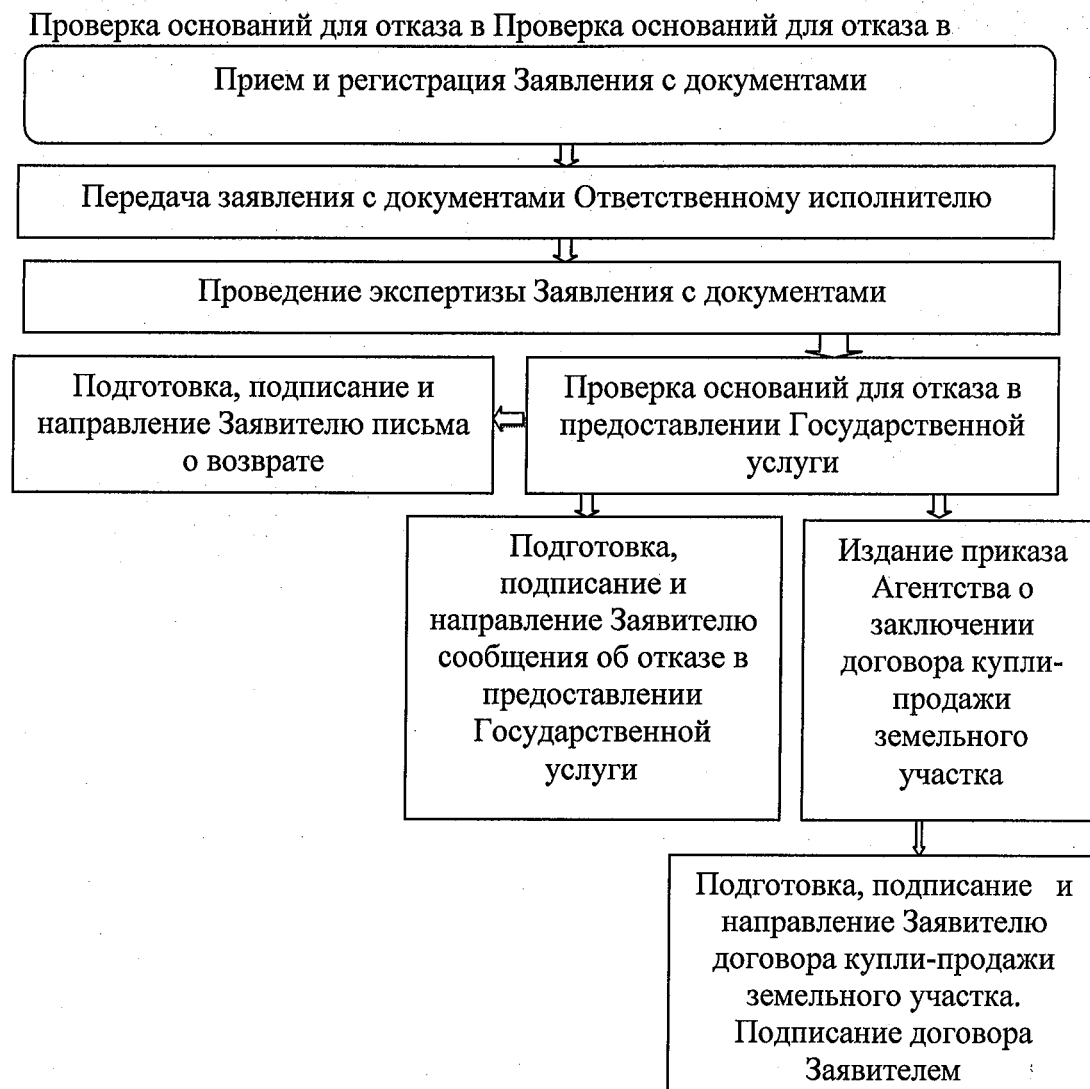 Проверка оснований для отказа в Проверка оснований для отказа в
Прием и регистрация Заявления с документами
Передача заявления с документами Ответственному исполнителю
Проведение экспертизы Заявления с документами
Подготовка, подписание и
направление Заявителю письма
о возврате
Проверка оснований для отказа в
предоставлении Государственной
услуги
Подготовка,
подписание и
направление Заявителю
сообщения об отказе в
предоставлении
Государственной
услуги
Издание приказа
Агентства о
заключении
договора купли-
продажи
земельного
участка
Подготовка, подписание и
направление Заявителю
договора купли-продажи
земельного участка.
Подписание договора
Заявителем